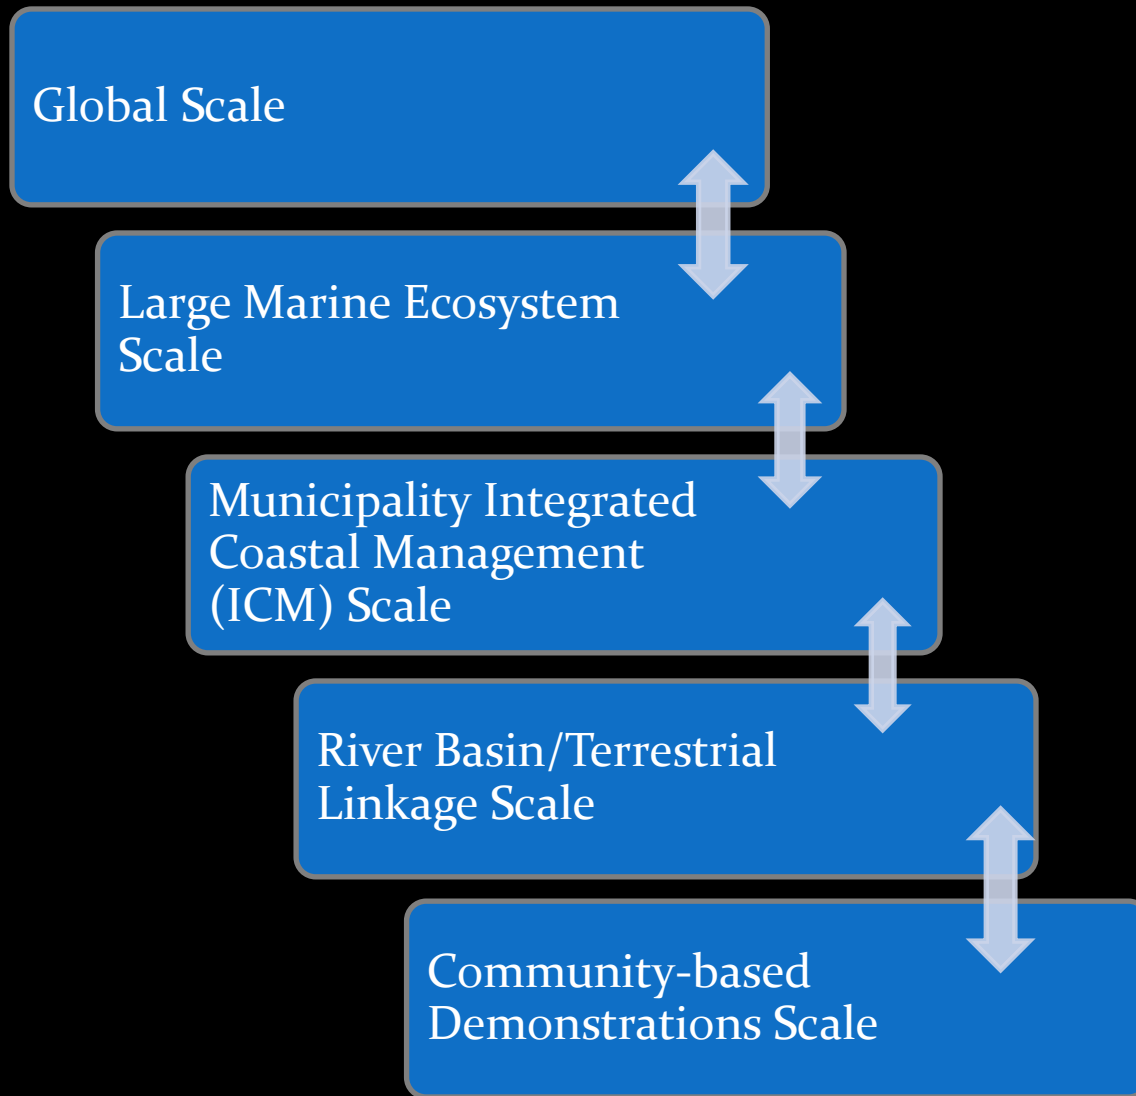 Global Scale
Large Marine Ecosystem
Scale
Municipality Integrated
Coastal Management
(ICM) Scale
River Basin/Terrestrial
Linkage Scale
Community-based
Demonstrations Scale